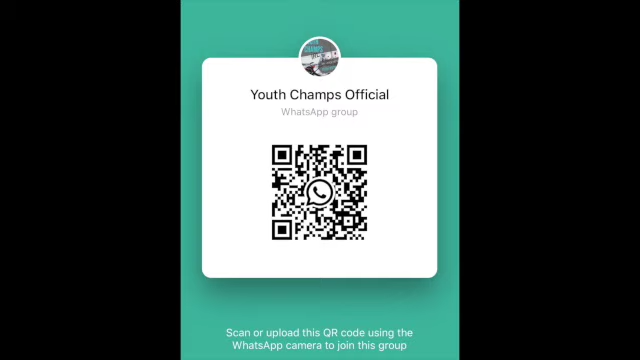 Youth Champs Official
WhatsApp group
Scan or upload this QR code using the
WhatsApp camera to join this group